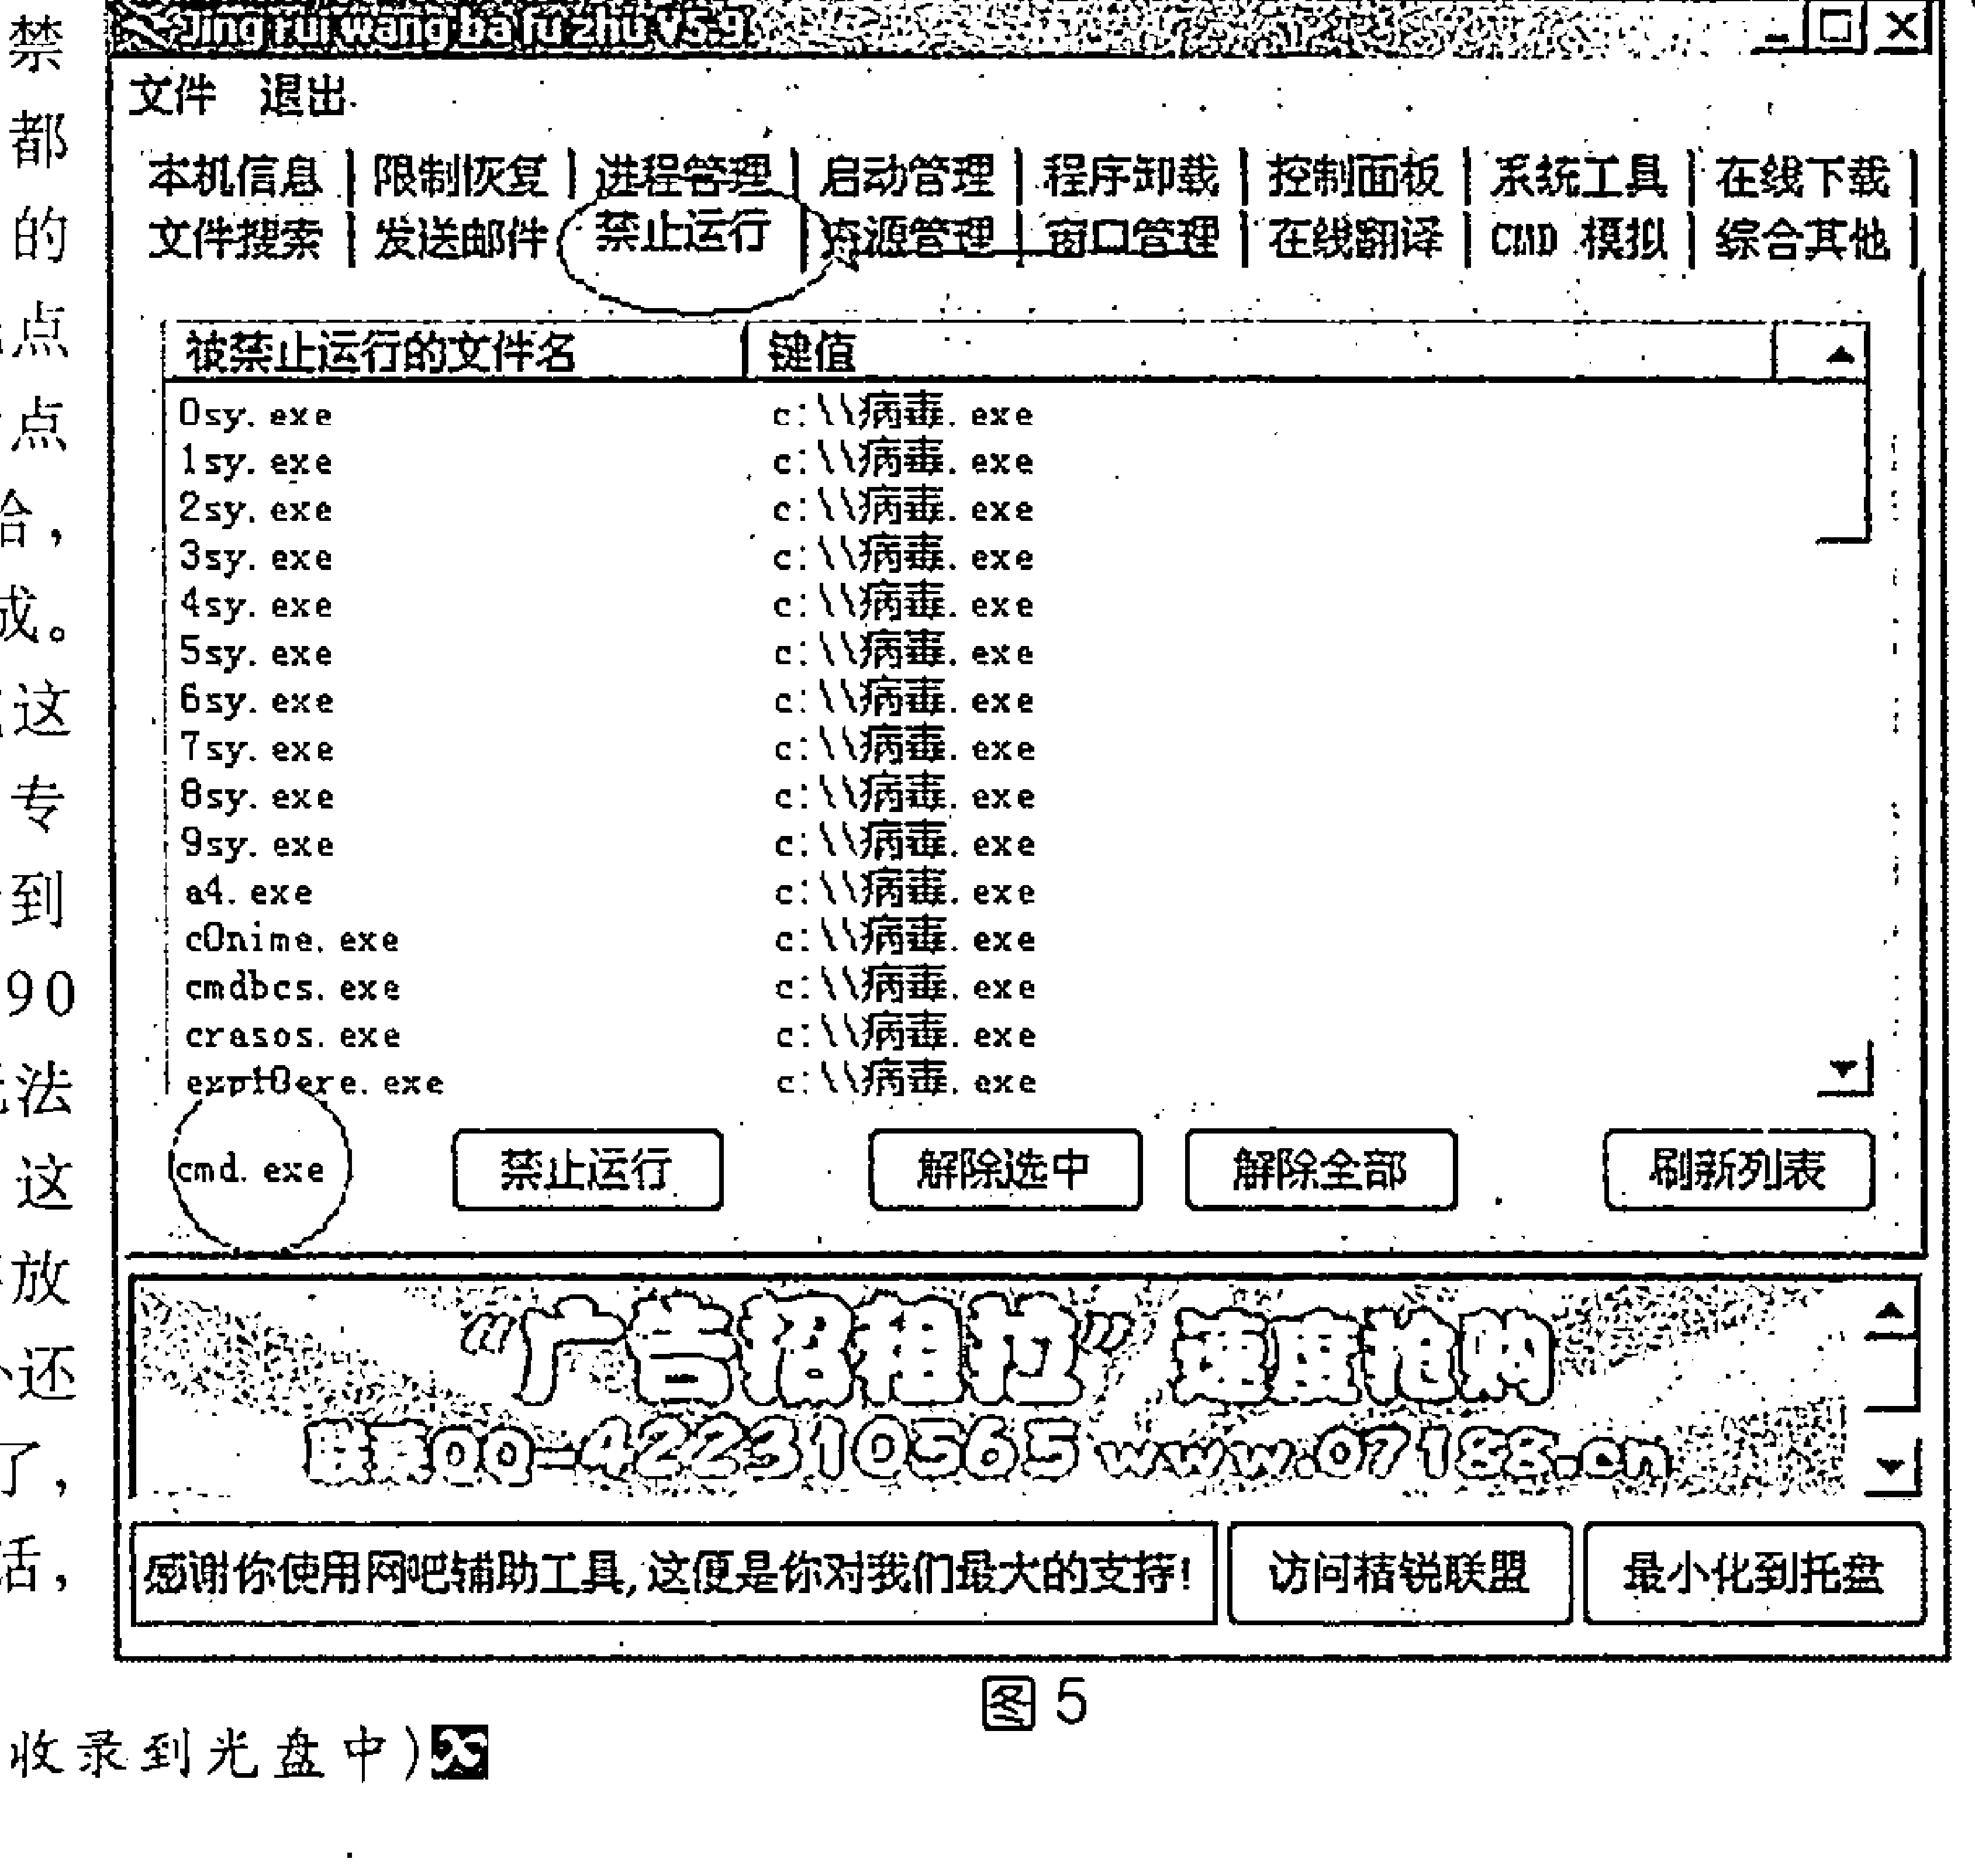 Jing rui wang ba fu zhu V5.9
文件 退出
本机信息 限制恢复 进程管理 启动管理 程序卸载 控制面板 系统工具 在线下载
文件搜索 发送邮件 禁止运行 资源管理 窗口管理 在线翻译 CMD 模拟 综合其他
被禁止运行的文件名 键值
0sy.exe c:\\病毒.exe
1sy.exe c:\\病毒.exe
2sy.exe c:\\病毒.exe
3sy.exe c:\\病毒.exe
4sy.exe c:\\病毒.exe
5sy.exe c:\\病毒.exe
6sy.exe c:\\病毒.exe
7sy.exe c:\\病毒.exe
8sy.exe c:\\病毒.exe
9sy.exe c:\\病毒.exe
a4.exe c:\\病毒.exe
c0nime.exe c:\\病毒.exe
cmdbcs.exe c:\\病毒.exe
crasos.exe c:\\病毒.exe
c:\\病毒.exe
cmd.exe 禁止运行 解除选中 解除全部 刷新列表
“广告招租位” 速度抢购
联系QQ-422310565 www.07188.cn
感谢你使用网吧辅助工具,这便是你对我们最大的支持! 访问精锐联盟 最小化到托盘
图 5
禁
都
的
点
点
,
成。
这
专
到
90
法
这
放
还
了,
活,
收录到光盘中)